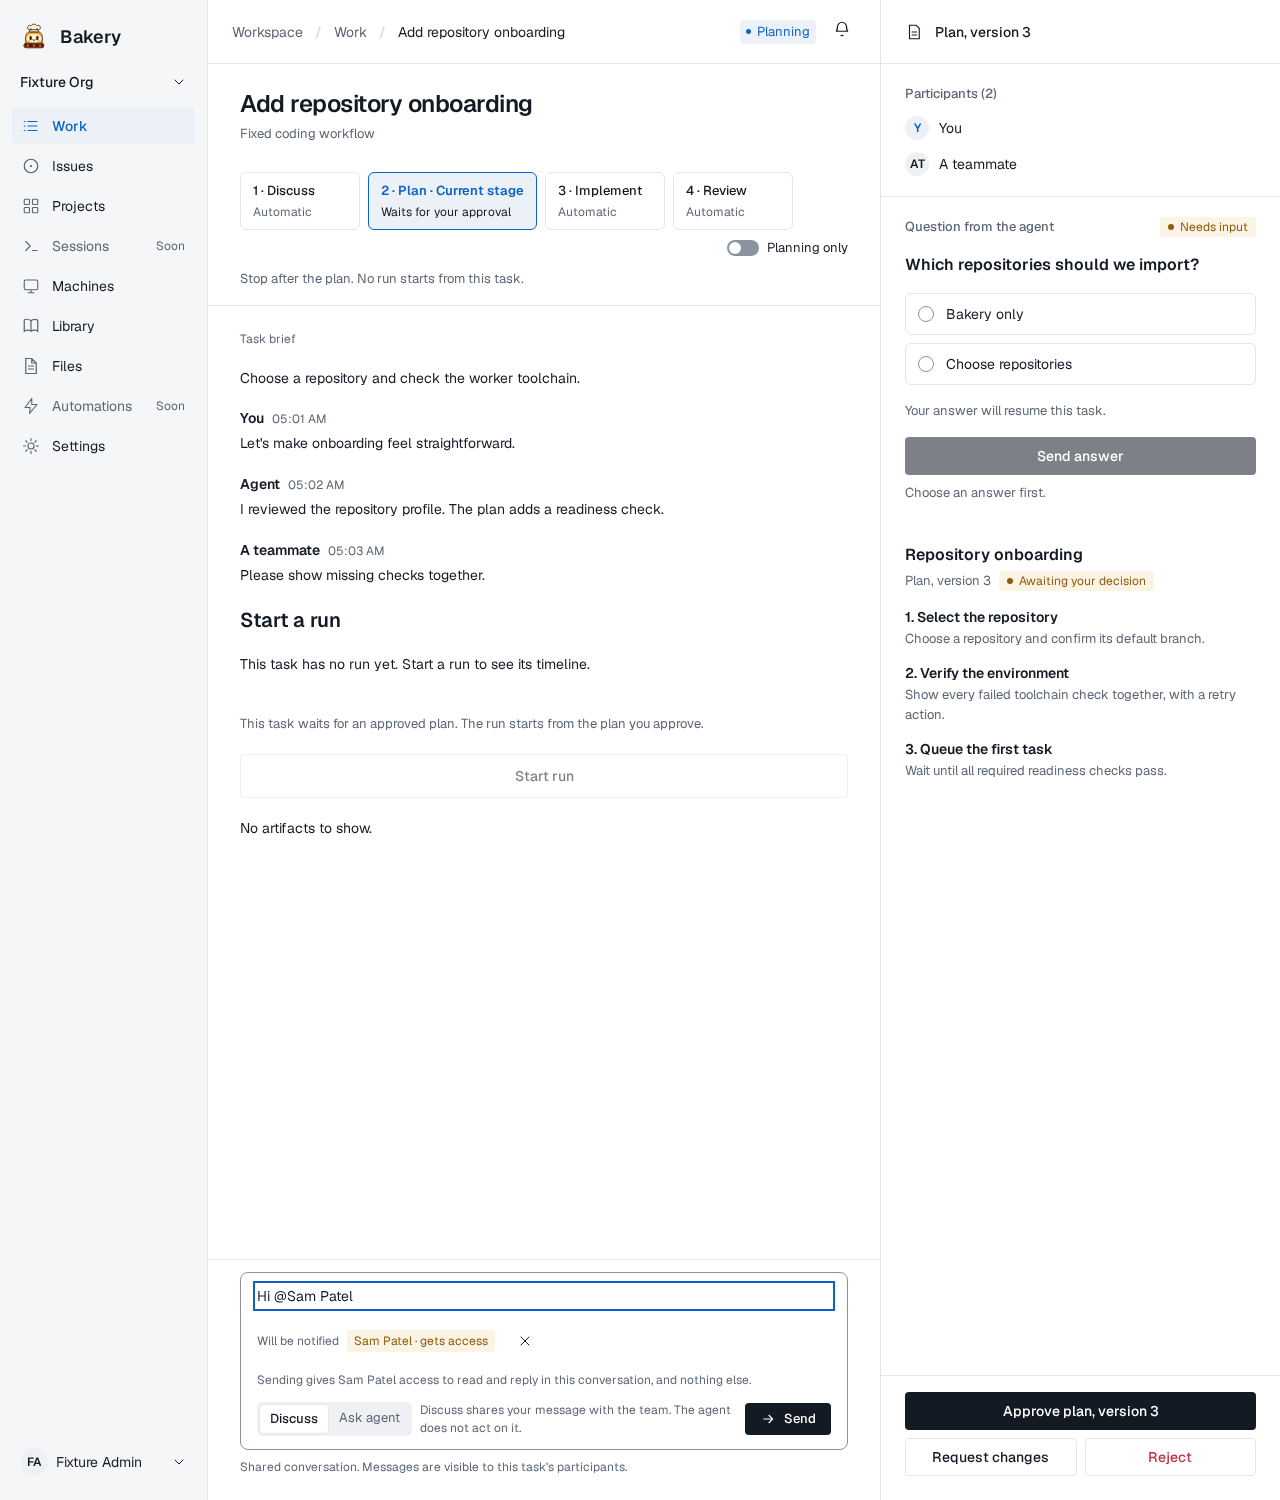 Bakery
Fixture Org
Work
Issues
Projects
Sessions Soon
Machines
Library
Files
Automations Soon
Settings
FA Fixture Admin
Workspace / Work / Add repository onboarding
Planning
Add repository onboarding
Fixed coding workflow
1 · Discuss
Automatic
2 · Plan · Current stage
Waits for your approval
3 · Implement
Automatic
4 · Review
Automatic
Planning only
Stop after the plan. No run starts from this task.
Task brief
Choose a repository and check the worker toolchain.
You 05:01 AM
Let's make onboarding feel straightforward.
Agent 05:02 AM
I reviewed the repository profile. The plan adds a readiness check.
A teammate 05:03 AM
Please show missing checks together.
Start a run
This task has no run yet. Start a run to see its timeline.
This task waits for an approved plan. The run starts from the plan you approve.
Start run
No artifacts to show.
Hi @Sam Patel
Will be notified Sam Patel · gets access
Sending gives Sam Patel access to read and reply in this conversation, and nothing else.
Discuss Ask agent
Discuss shares your message with the team. The agent
does not act on it.
Send
Shared conversation. Messages are visible to this task's participants.
Plan, version 3
Participants (2)
Y You
AT A teammate
Question from the agent Needs input
Which repositories should we import?
Bakery only
Choose repositories
Your answer will resume this task.
Send answer
Choose an answer first.
Repository onboarding
Plan, version 3 Awaiting your decision
1. Select the repository
Choose a repository and confirm its default branch.
2. Verify the environment
Show every failed toolchain check together, with a retry
action.
3. Queue the first task
Wait until all required readiness checks pass.
Approve plan, version 3
Request changes Reject